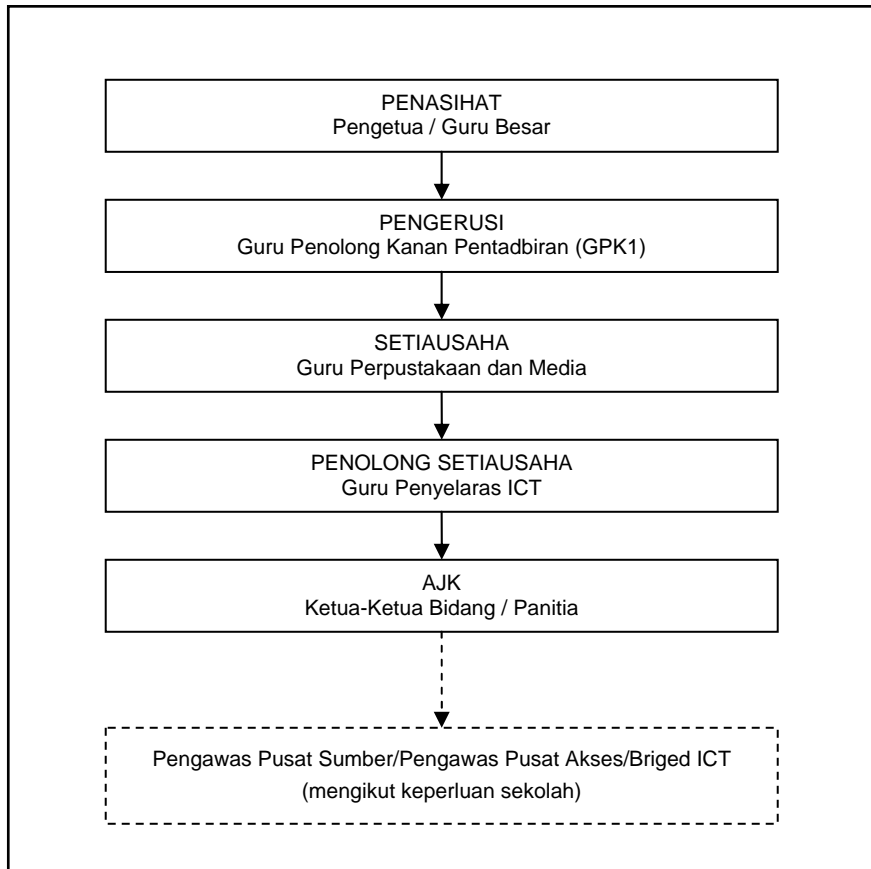 PENASIHAT
Pengetua / Guru Besar
PENGERUSI
Guru Penolong Kanan Pentadbiran (GPK1)
SETIAUSAHA
Guru Perpustakaan dan Media
PENOLONG SETIAUSAHA
Guru Penyelaras ICT
AJK
Ketua-Ketua Bidang / Panitia
Pengawas Pusat Sumber/Pengawas Pusat Akses/Briged ICT
(mengikut keperluan sekolah)